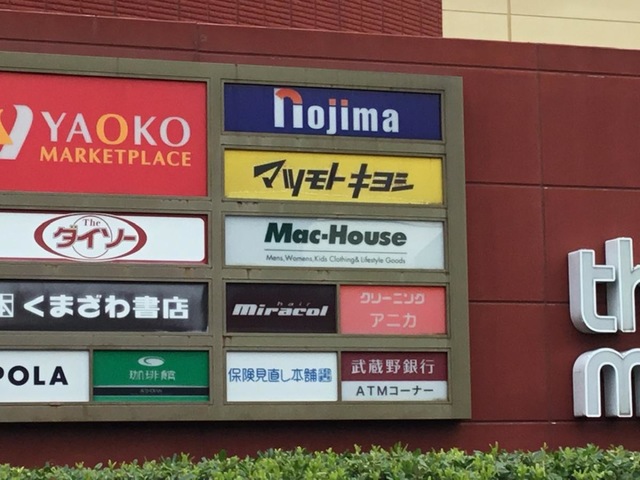 YAOKO
MARKETPLACE
nojima
マツモトキヨシ
The
ダイソー
Mac-House
Mens,Womens,Kids Clothing& Lifestyle Goods
くまざわ書店
hair
Miracol
クリーニング
アニカ
POLA
珈琲館
保険見直し本舗
武蔵野銀行
ATMコーナー
th
m